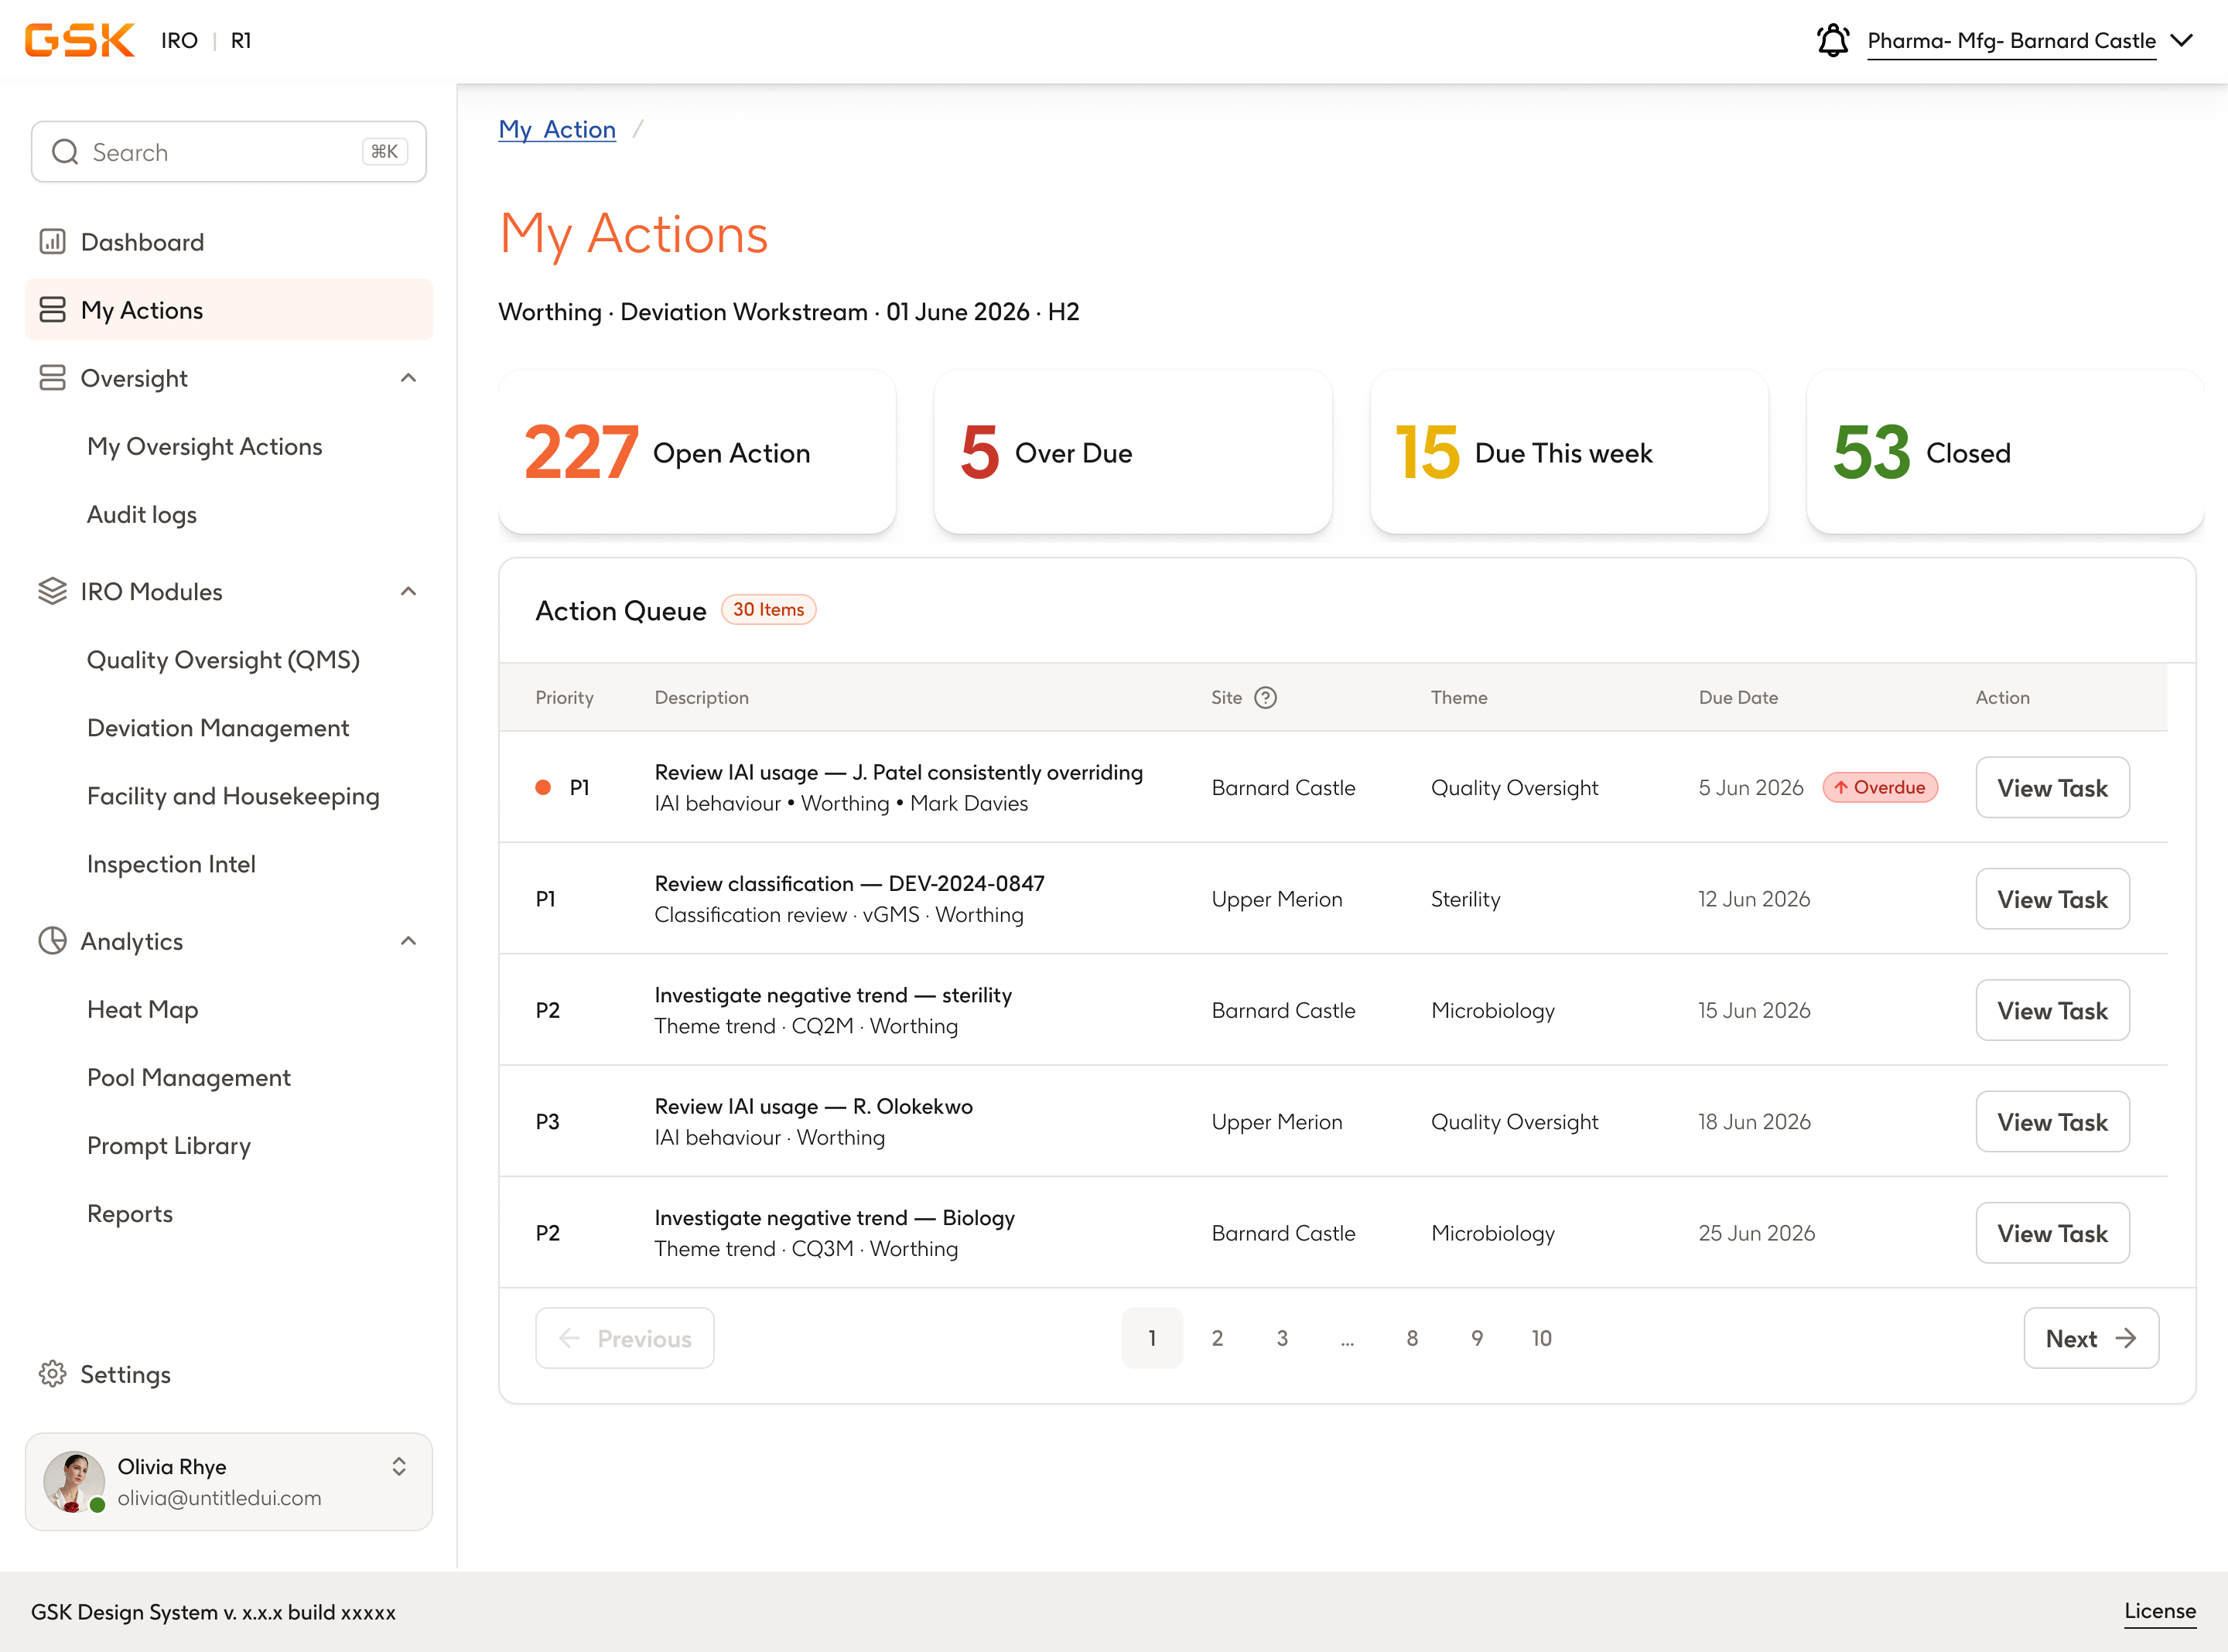 GSK IRO | R1
Pharma- Mfg- Barnard Castle
Search ⌘K
Dashboard
My Actions
Oversight
My Oversight Actions
Audit logs
IRO Modules
Quality Oversight (QMS)
Deviation Management
Facility and Housekeeping
Inspection Intel
Analytics
Heat Map
Pool Management
Prompt Library
Reports
Settings
Olivia Rhye
olivia@untitledui.com
My Action /
My Actions
Worthing · Deviation Workstream · 01 June 2026 · H2
227 Open Action
5 Over Due
15 Due This week
53 Closed
Action Queue 30 Items
Priority Description Site ? Theme Due Date Action
P1 Review IAI usage — J. Patel consistently overriding
IAI behaviour • Worthing • Mark Davies
Barnard Castle Quality Oversight 5 Jun 2026 ↑ Overdue View Task
P1 Review classification — DEV-2024-0847
Classification review · vGMS · Worthing
Upper Merion Sterility 12 Jun 2026 View Task
P2 Investigate negative trend — sterility
Theme trend · CQ2M · Worthing
Barnard Castle Microbiology 15 Jun 2026 View Task
P3 Review IAI usage — R. Olokekwo
IAI behaviour · Worthing
Upper Merion Quality Oversight 18 Jun 2026 View Task
P2 Investigate negative trend — Biology
Theme trend · CQ3M · Worthing
Barnard Castle Microbiology 25 Jun 2026 View Task
← Previous 1 2 3 ... 8 9 10 Next →
GSK Design System v. x.x.x build xxxxx
License